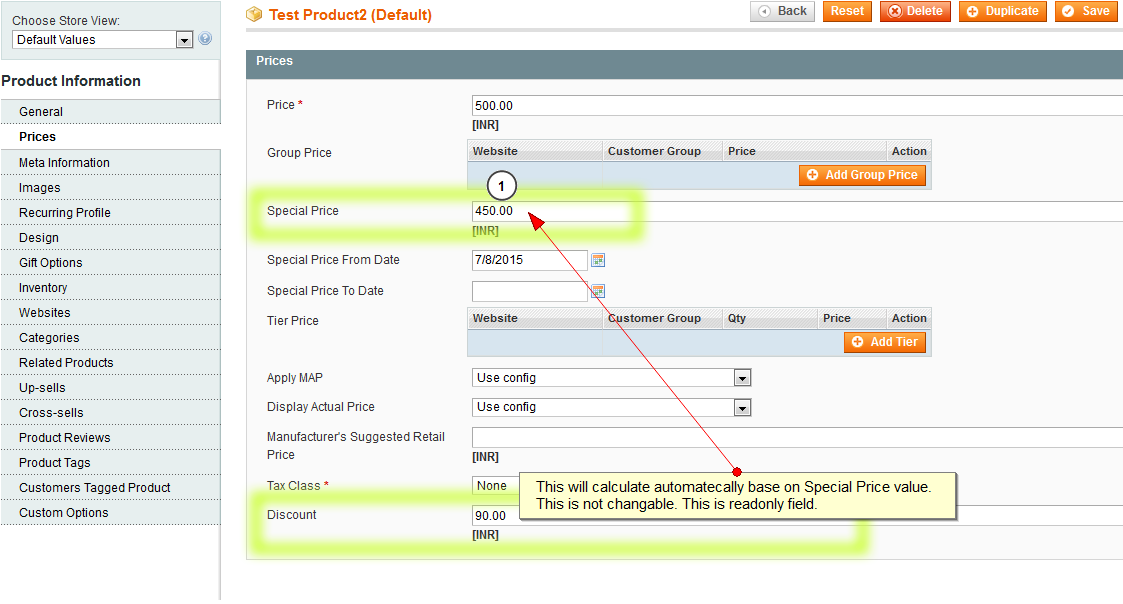 Choose Store View:
Default Values
Product Information
General
Prices
Meta Information
Images
Recurring Profile
Design
Gift Options
Inventory
Websites
Categories
Related Products
Up-sells
Cross-sells
Product Reviews
Product Tags
Customers Tagged Product
Custom Options
Test Product2 (Default)
Back Reset Delete Duplicate Save
Prices
Price * 500.00
[INR]
Group Price Website Customer Group Price Action
Add Group Price
1
Special Price 450.00
[INR]
Special Price From Date 7/8/2015
Special Price To Date
Tier Price Website Customer Group Qty Price Action
Add Tier
Apply MAP Use config
Display Actual Price Use config
Manufacturer's Suggested Retail
Price
[INR]
Tax Class * None
This will calculate automatecally base on Special Price value.
This is not changable. This is readonly field.
Discount 90.00
[INR]